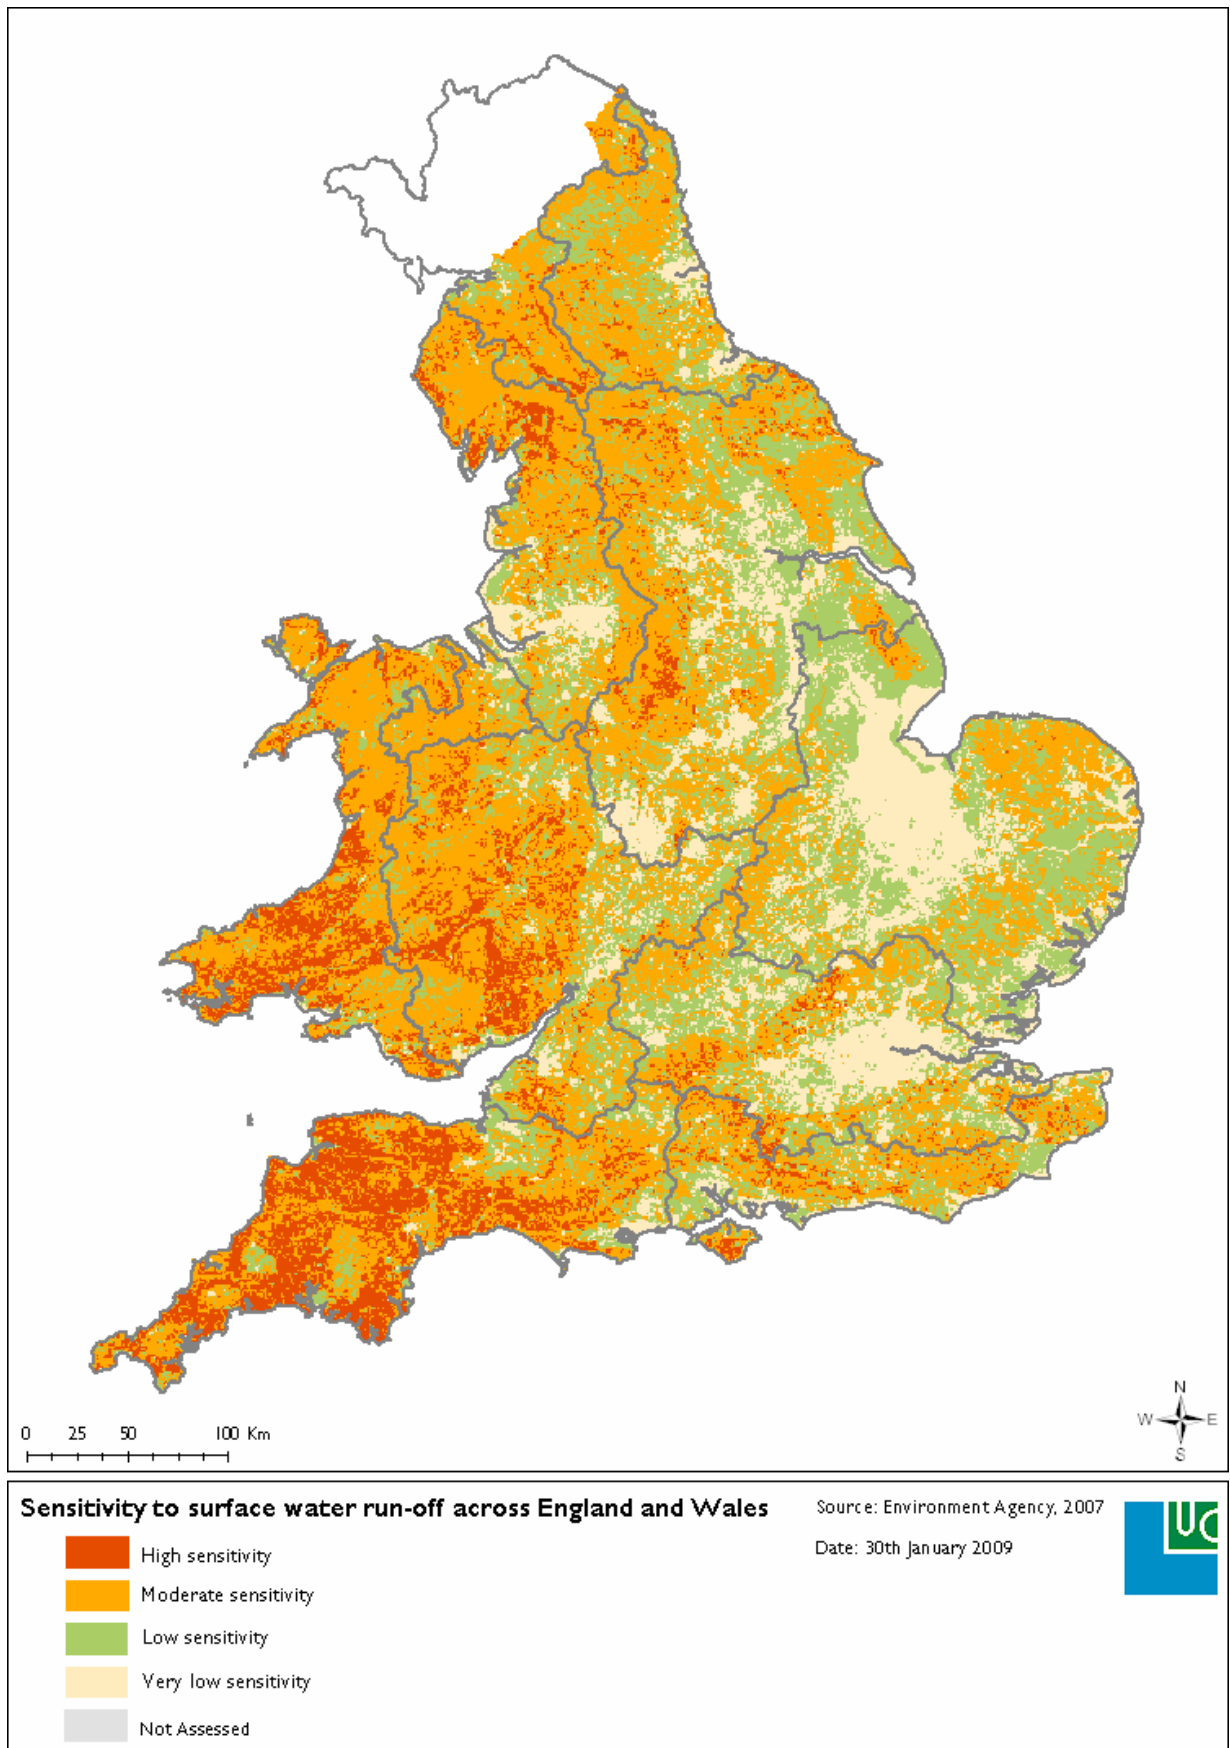 N
W E
S
0 25 50 100 Km
Sensitivity to surface water run-off across England and Wales
Source: Environment Agency, 2007
Date: 30th January 2009
High sensitivity
Moderate sensitivity
Low sensitivity
Very low sensitivity
Not Assessed